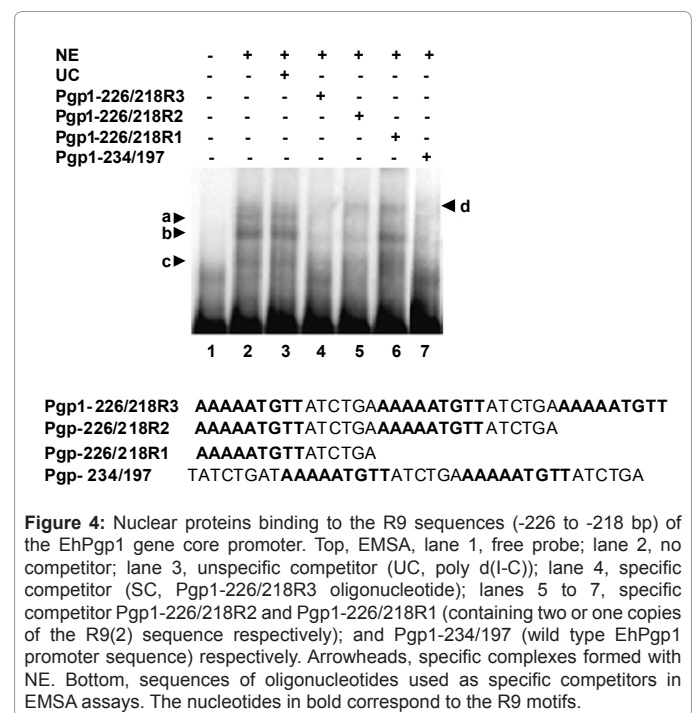 NE - + + + + + +
UC - - + - - - -
Pgp1-226/218R3 - - - + - - -
Pgp1-226/218R2 - - - - + - -
Pgp1-226/218R1 - - - - - + -
Pgp1-234/197 - - - - - - +
a
d
b
c
1 2 3 4 5 6 7
Pgp1- 226/218R3 AAAAATGTTATCTGAAAAAATGTTATCTGAAAAAATGTT
Pgp-226/218R2 AAAAATGTTATCTGAAAAAATGTTATCTGA
Pgp-226/218R1 AAAAATGTTATCTGA
Pgp- 234/197 TATCTGATAAAAATGTTATCTGAAAAAATGTTATCTGA
Figure 4: Nuclear proteins binding to the R9 sequences (-226 to -218 bp) of
the EhPgp1 gene core promoter. Top, EMSA, lane 1, free probe; lane 2, no
competitor; lane 3, unspecific competitor (UC, poly d(I-C)); lane 4, specific
competitor (SC, Pgp1-226/218R3 oligonucleotide); lanes 5 to 7, specific
competitor Pgp1-226/218R2 and Pgp1-226/218R1 (containing two or one copies
of the R9(2) sequence respectively); and Pgp1-234/197 (wild type EhPgp1
promoter sequence) respectively. Arrowheads, specific complexes formed with
NE. Bottom, sequences of oligonucleotides used as specific competitors in
EMSA assays. The nucleotides in bold correspond to the R9 motifs.